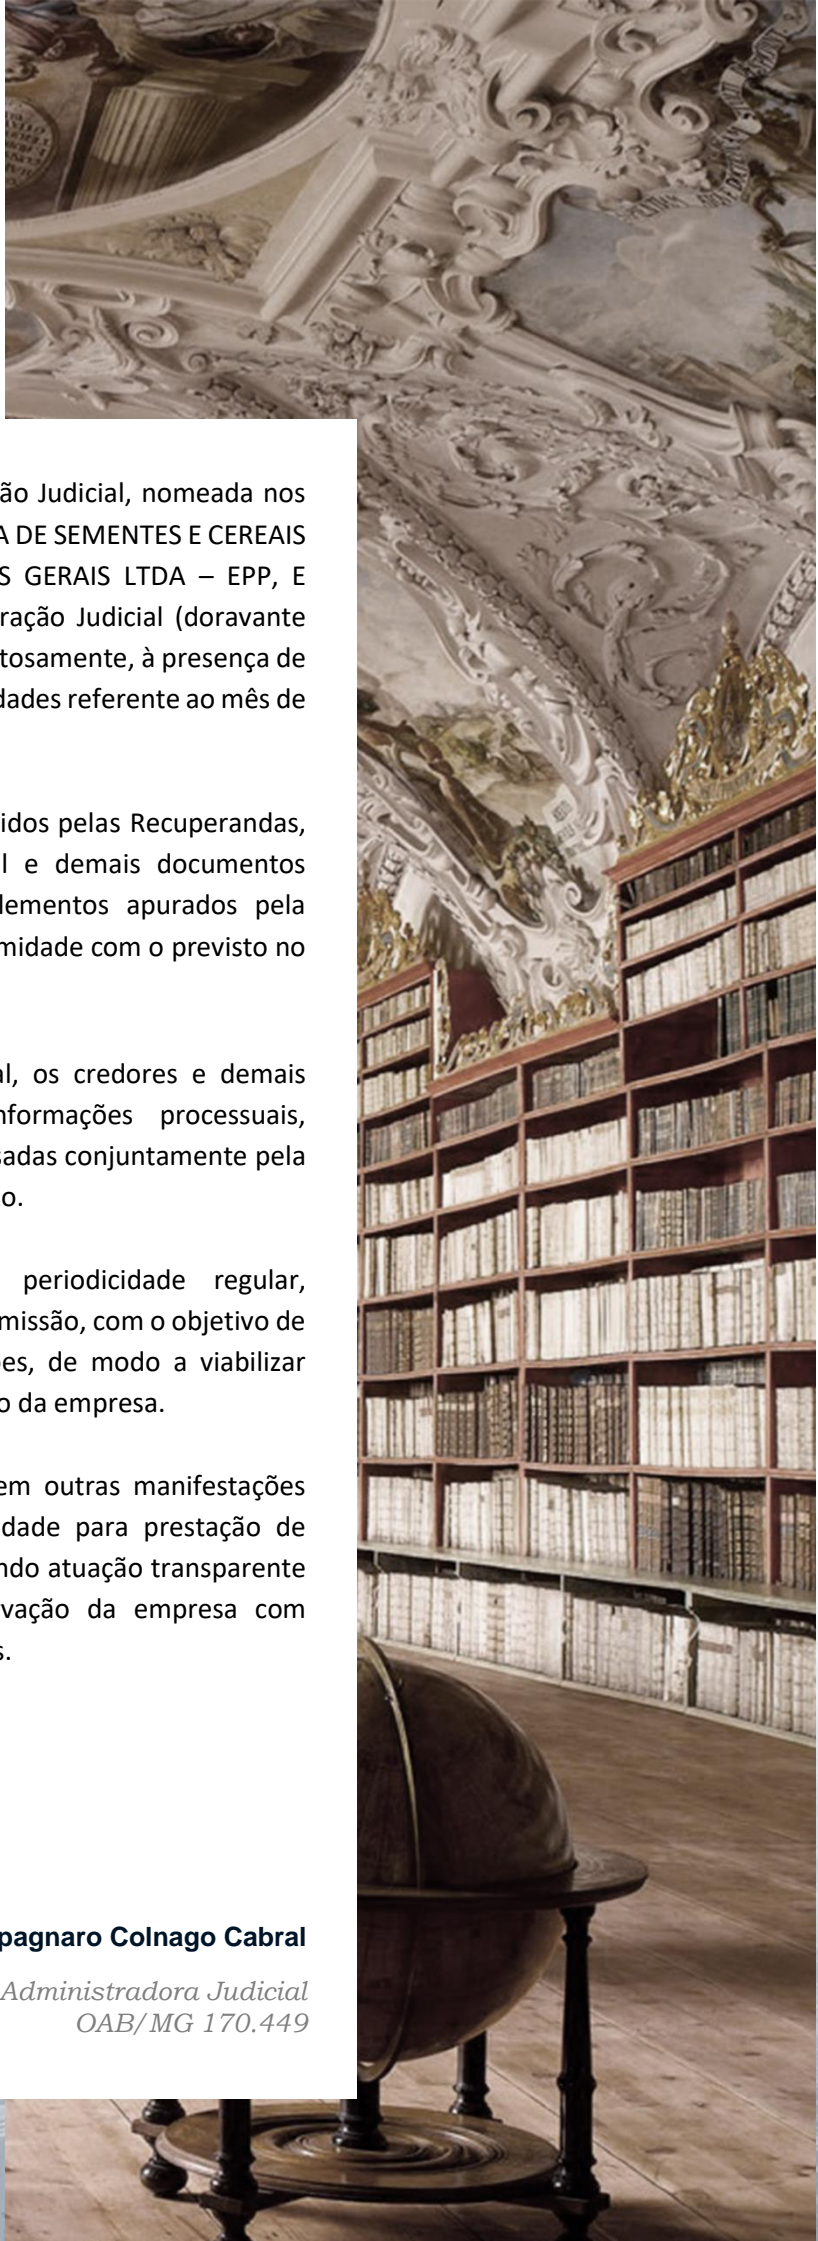 ão Judicial, nomeada nos
A DE SEMENTES E CEREAIS
S GERAIS LTDA – EPP, E
ração Judicial (doravante
tosamente, à presença de
dades referente ao mês de
idos pelas Recuperandas,
l e demais documentos
lementos apurados pela
midade com o previsto no
al, os credores e demais
nformações processuais,
sadas conjuntamente pela
o.
periodicidade regular,
missão, com o objetivo de
es, de modo a viabilizar
o da empresa.
em outras manifestações
dade para prestação de
ndo atuação transparente
vação da empresa com
s.
pagnaro Colnago Cabral
Administradora Judicial
OAB/MG 170.449